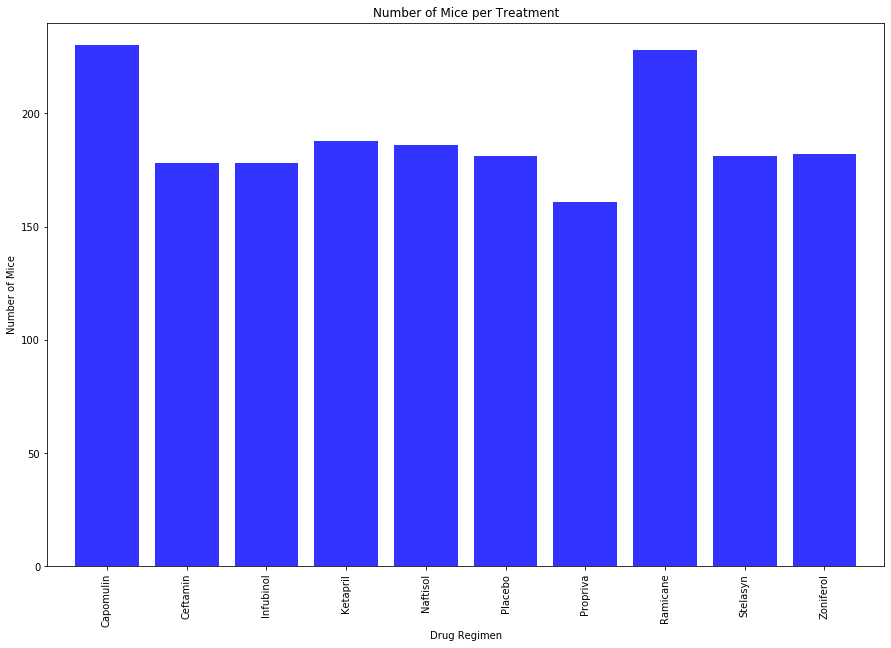 Number of Mice per Treatment
Number of Mice
200
150
100
50
0
Capomulin
Ceftamin
Infubinol
Ketapril
Naftisol
Placebo
Propriva
Ramicane
Stelasyn
Zoniferol
Drug Regimen